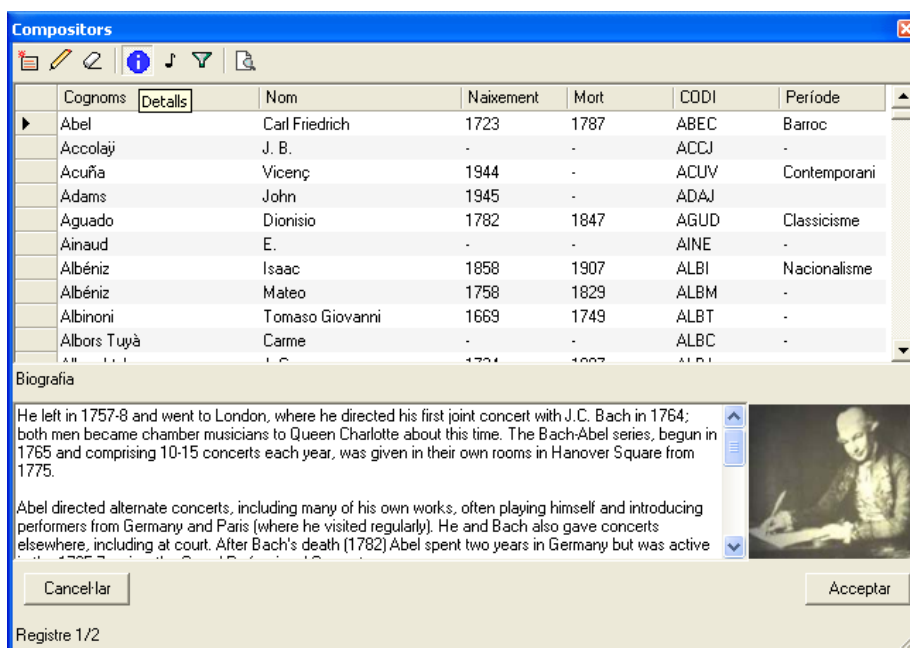 Compositors
Cognoms Nom Naixement Mort CODI Període
Detalls
Abel Carl Friedrich 1723 1787 ABEC Barroc
Accolaÿ J. B. - - ACCJ -
Acuña Vicenç 1944 - ACUV Contemporani
Adams John 1945 - ADAJ
Aguado Dionisio 1782 1847 AGUD Classicisme
Ainaud E. - - AINE -
Albéniz Isaac 1858 1907 ALBI Nacionalisme
Albéniz Mateo 1758 1829 ALBM -
Albinoni Tomaso Giovanni 1669 1749 ALBT -
Albors Tuyà Carme - - ALBC -
Biografia
He left in 1757-8 and went to London, where he directed his first joint concert with J.C. Bach in 1764;
both men became chamber musicians to Queen Charlotte about this time. The Bach-Abel series, begun in
1765 and comprising 10-15 concerts each year, was given in their own rooms in Hanover Square from
1775.
Abel directed alternate concerts, including many of his own works, often playing himself and introducing
performers from Germany and Paris (where he visited regularly). He and Bach also gave concerts
elsewhere, including at court. After Bach's death (1782) Abel spent two years in Germany but was active
Cancel·lar Acceptar
Registre 1/2